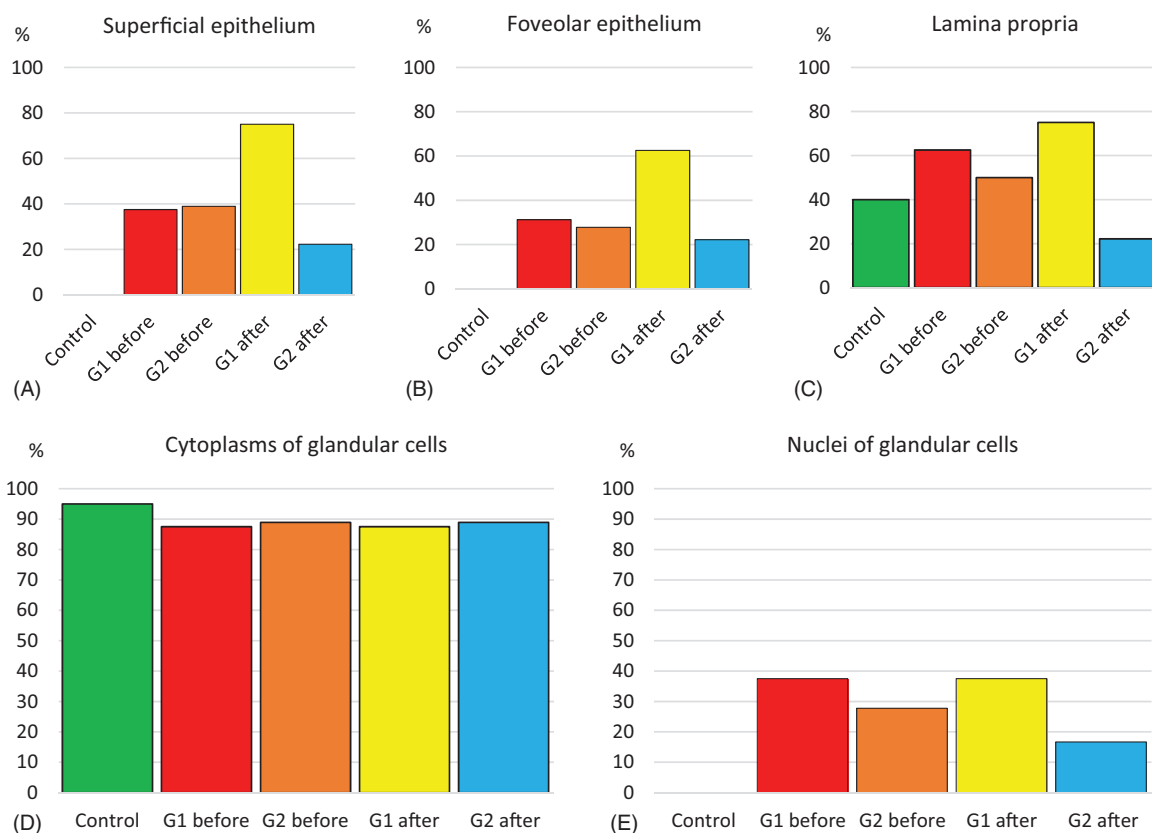 Superficial epithelium
%
100
80
60
40
20
0
Control
G1 before
G2 before
G1 after
G2 after
(A)
Foveolar epithelium
%
100
80
60
40
20
0
Control
G1 before
G2 before
G1 after
G2 after
(B)
Lamina propria
%
100
80
60
40
20
0
Control
G1 before
G2 before
G1 after
G2 after
(C)
Cytoplasms of glandular cells
%
100
90
80
70
60
50
40
30
20
10
0
(D) Control G1 before G2 before G1 after G2 after
Nuclei of glandular cells
%
100
90
80
70
60
50
40
30
20
10
0
(E) Control G1 before G2 before G1 after G2 after